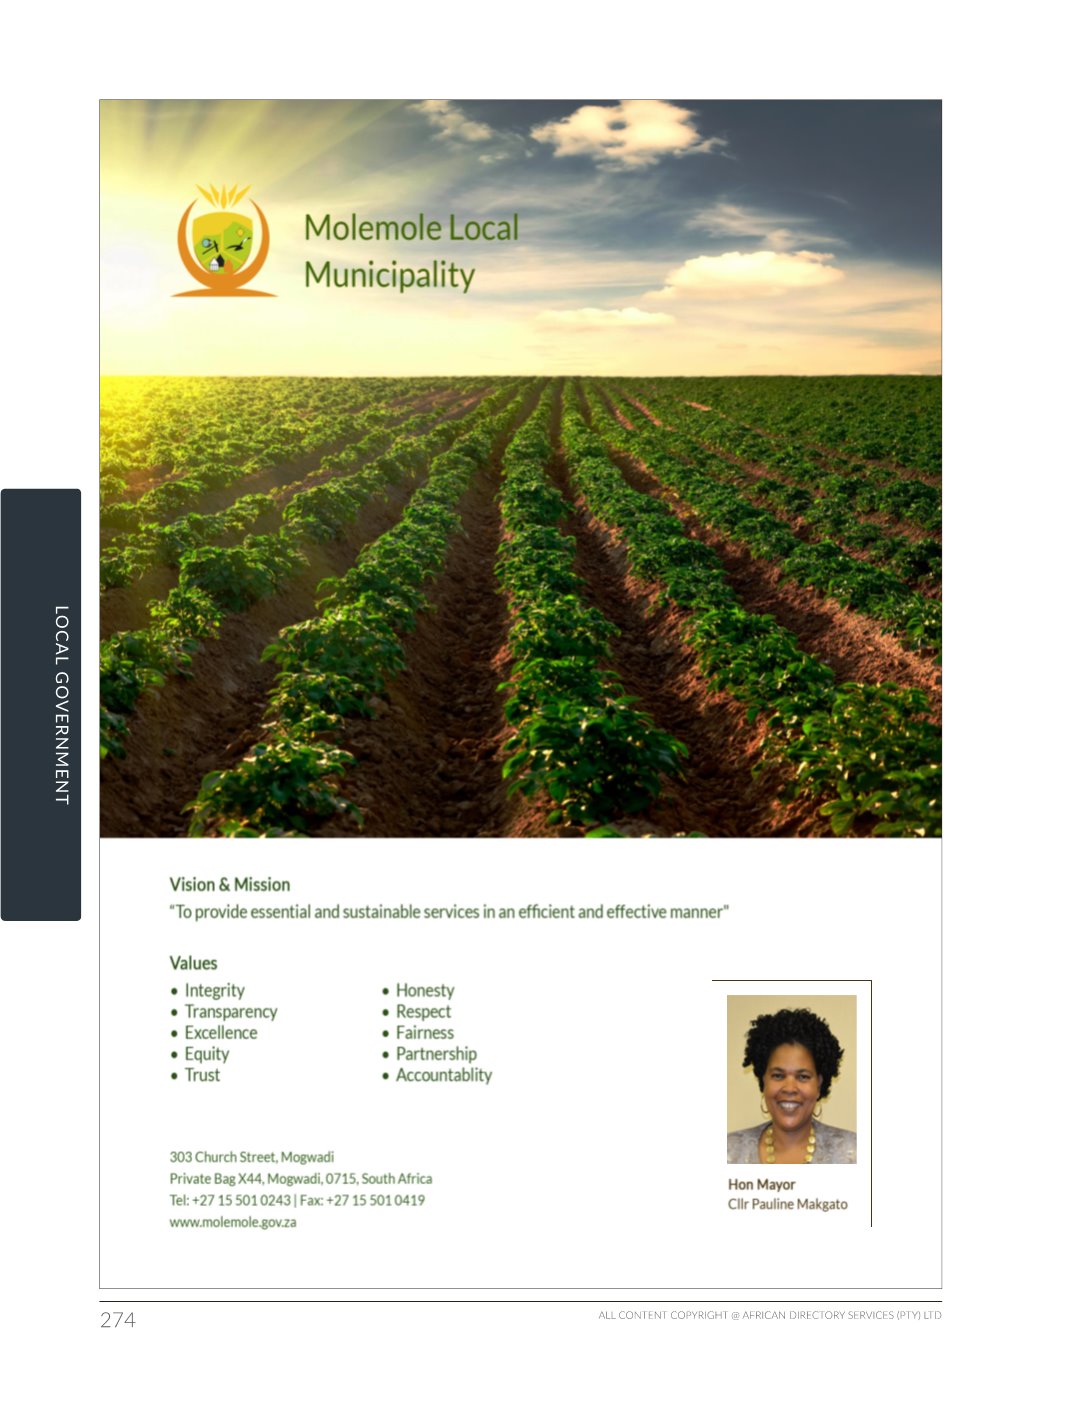 Molemole Local
Municipality
LOCAL GOVERNMENT
Vision & Mission
“To provide essential and sustainable services in an efficient and effective manner”
Values
• Integrity
• Transparency
• Excellence
• Equity
• Trust
• Honesty
• Respect
• Fairness
• Partnership
• Accountablity
303 Church Street, Mogwadi
Private Bag X44, Mogwadi, 0715, South Africa
Tel: +27 15 501 0243 | Fax: +27 15 501 0419
www.molemole.gov.za
Hon Mayor
Cllr Pauline Makgato
274
ALL CONTENT COPYRIGHT @ AFRICAN DIRECTORY SERVICES (PTY) LTD